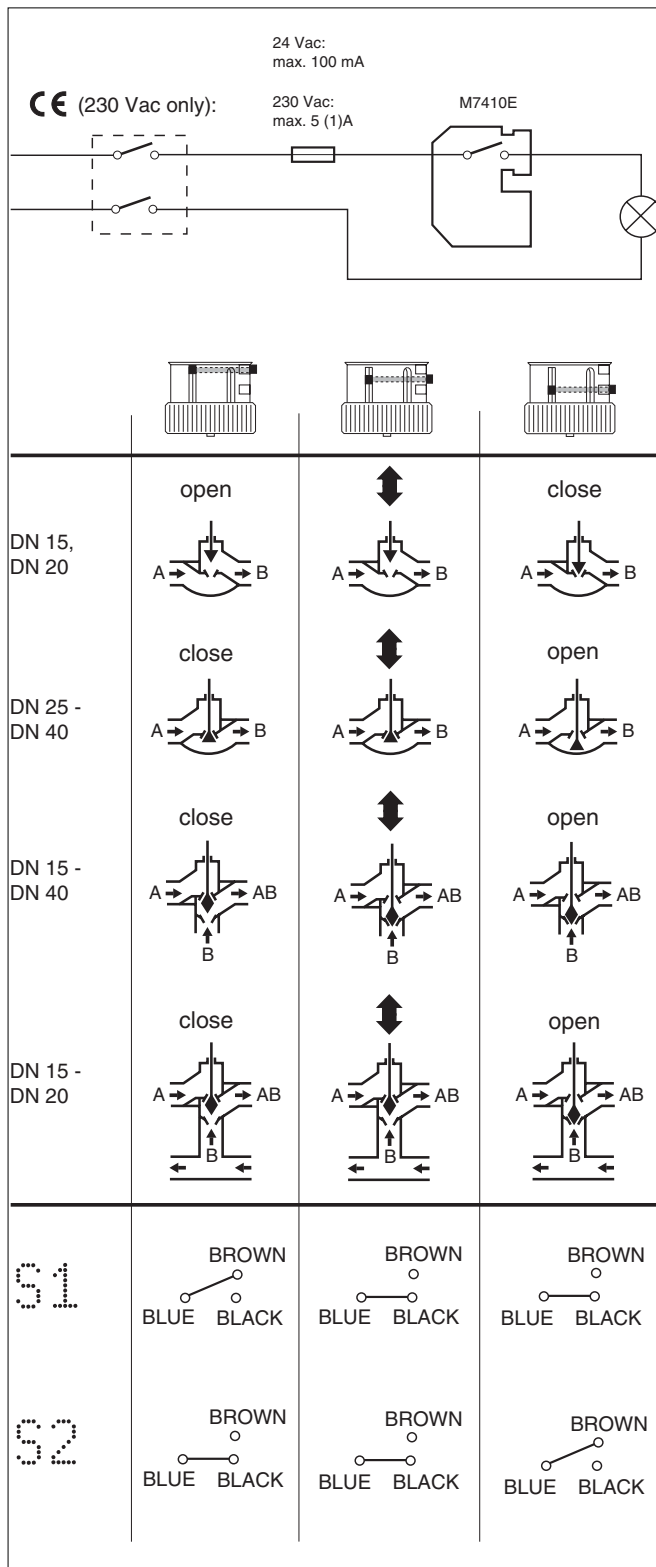 24 Vac:
max. 100 mA
CE (230 Vac only):
230 Vac:
max. 5 (1)A
M7410E
open
close
DN 15,
DN 20
A B
A B
A B
close
open
DN 25 -
DN 40
A B
A B
A B
close
open
DN 15 -
DN 40
A AB
A AB
A AB
B
B
B
close
open
DN 15 -
DN 20
A AB
A AB
A AB
B
B
B
S1
BROWN
BROWN
BROWN
BLUE BLACK
BLUE BLACK
BLUE BLACK
S2
BROWN
BROWN
BROWN
BLUE BLACK
BLUE BLACK
BLUE BLACK